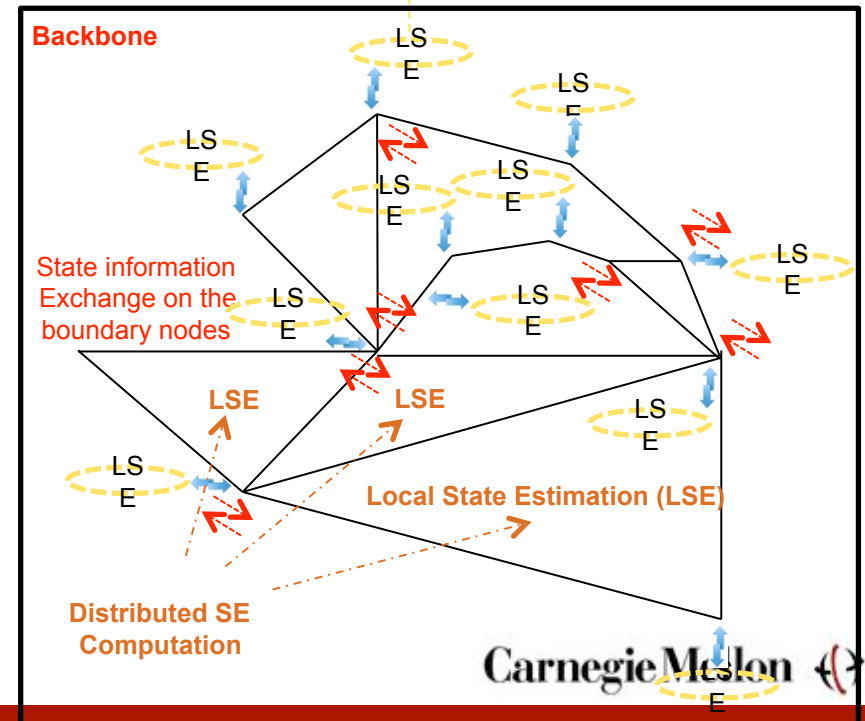 Backbone
LS
E
LS
E
LS
E
LS
E
LS
E
State information
Exchange on the
boundary nodes
LS
E
LS
E
LS
E
LSE
LSE
LS
E
LS
E
Local State Estimation (LSE)
Distributed SE
Computation
Carnegie Mellon
E